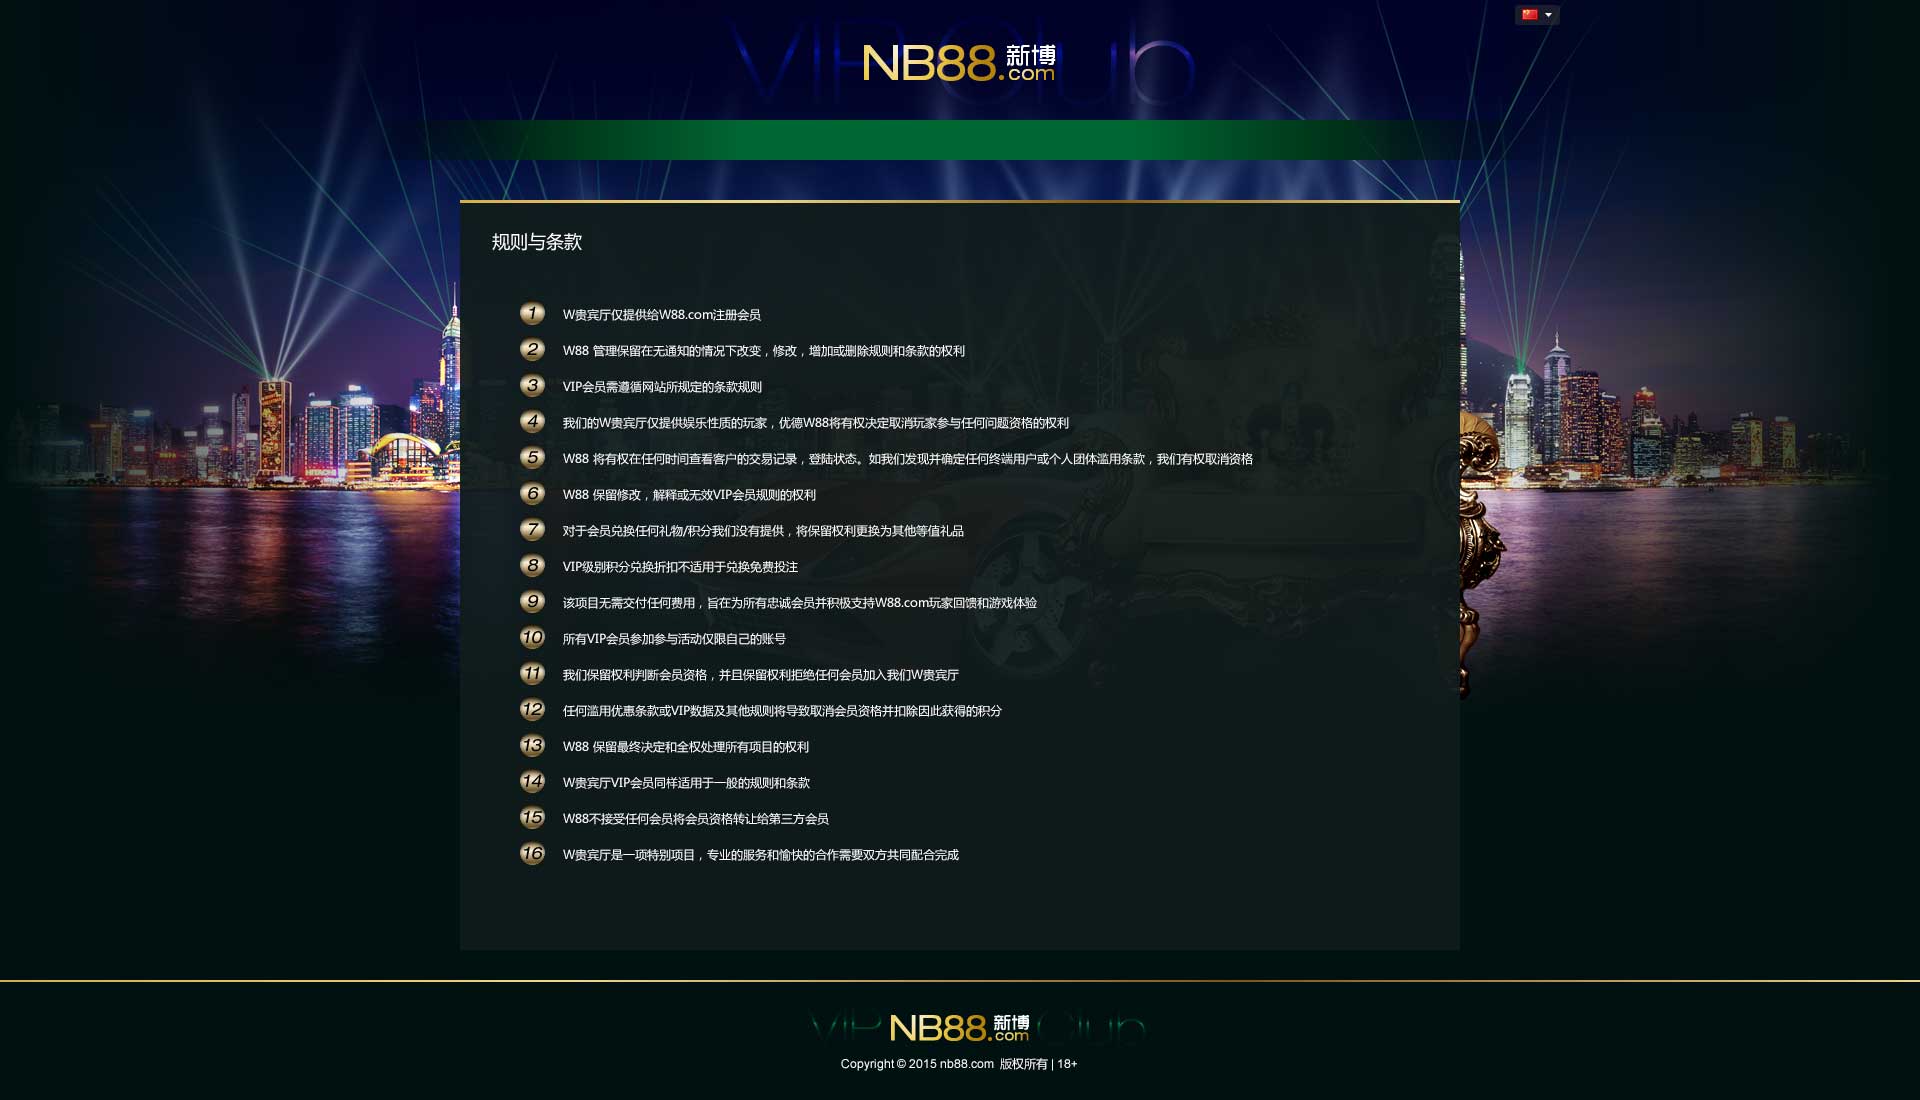 VIP Club
NB88.com 新博
规则与条款
1 W贵宾厅仅提供给W88.com注册会员
2 W88 管理保留在无通知的情况下改变，修改，增加或删除规则和条款的权利
3 VIP会员需遵循网站所规定的条款规则
4 我们的W贵宾厅仅提供娱乐性质的玩家，优德W88将有权决定取消玩家参与任何问题资格的权利
5 W88 将有权在任何时间查看客户的交易记录，登陆状态。如我们发现并确定任何终端用户或个人团体滥用条款，我们有权取消资格
6 W88 保留修改，解释或无效VIP会员规则的权利
7 对于会员兑换任何礼物/积分我们没有提供，将保留权利更换为其他等值礼品
8 VIP级别积分兑换折扣不适用于兑换免费投注
9 该项目无需交付任何费用，旨在为所有忠诚会员并积极支持W88.com玩家回馈和游戏体验
10 所有VIP会员参加参与活动仅限自己的账号
11 我们保留权利判断会员资格，并且保留权利拒绝任何会员加入我们W贵宾厅
12 任何滥用优惠条款或VIP数据及其他规则将导致取消会员资格并扣除因此获得的积分
13 W88 保留最终决定和全权处理所有项目的权利
14 W贵宾厅VIP会员同样适用于一般的规则和条款
15 W88不接受任何会员将会员资格转让给第三方会员
16 W贵宾厅是一项特别项目，专业的服务和愉快的合作需要双方共同配合完成
VIP Club
NB88.com 新博
Copyright © 2015 nb88.com 版权所有 | 18+